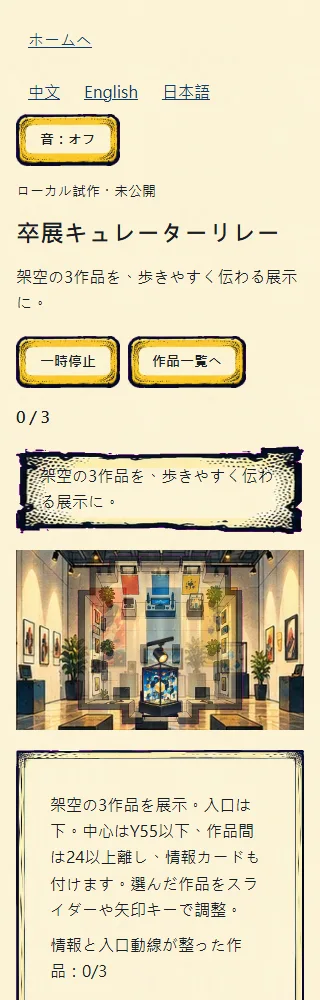 ホームへ
中文 English 日本語
音：オフ
ローカル試作・未公開
卒展キュレーターリレー
架空の3作品を、歩きやすく伝わる展示
に。
一時停止 作品一覧へ
0 / 3
架空の3作品を、歩きやすく伝わ
る展示に。
架空の3作品を展示。入口は
下。中心はY55以下、作品間
は24以上離し、情報カードも
付けます。選んだ作品をスラ
イダーや矢印キーで調整。
情報と入口動線が整った作
品：0/3